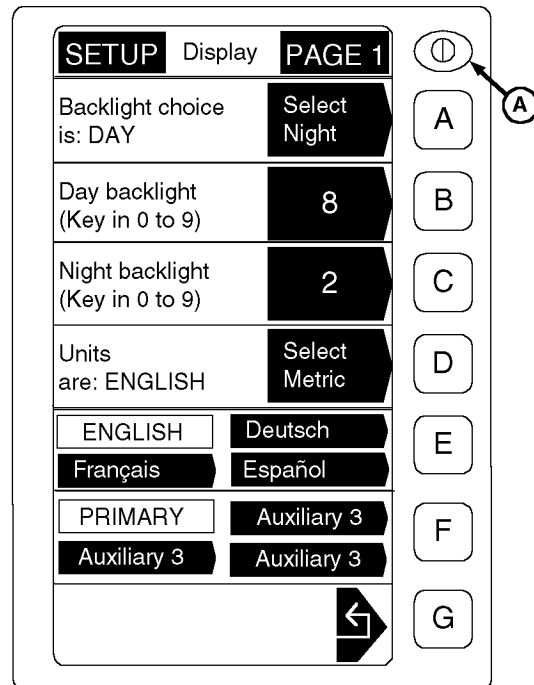 SETUP Display PAGE 1
A
Backlight choice
is: DAY
Select
Night
A
Day backlight
(Key in 0 to 9)
8
B
Night backlight
(Key in 0 to 9)
2
C
Units
are: ENGLISH
Select
Metric
D
ENGLISH Deutsch
Français Español
E
PRIMARY Auxiliary 3
Auxiliary 3 Auxiliary 3
F
G